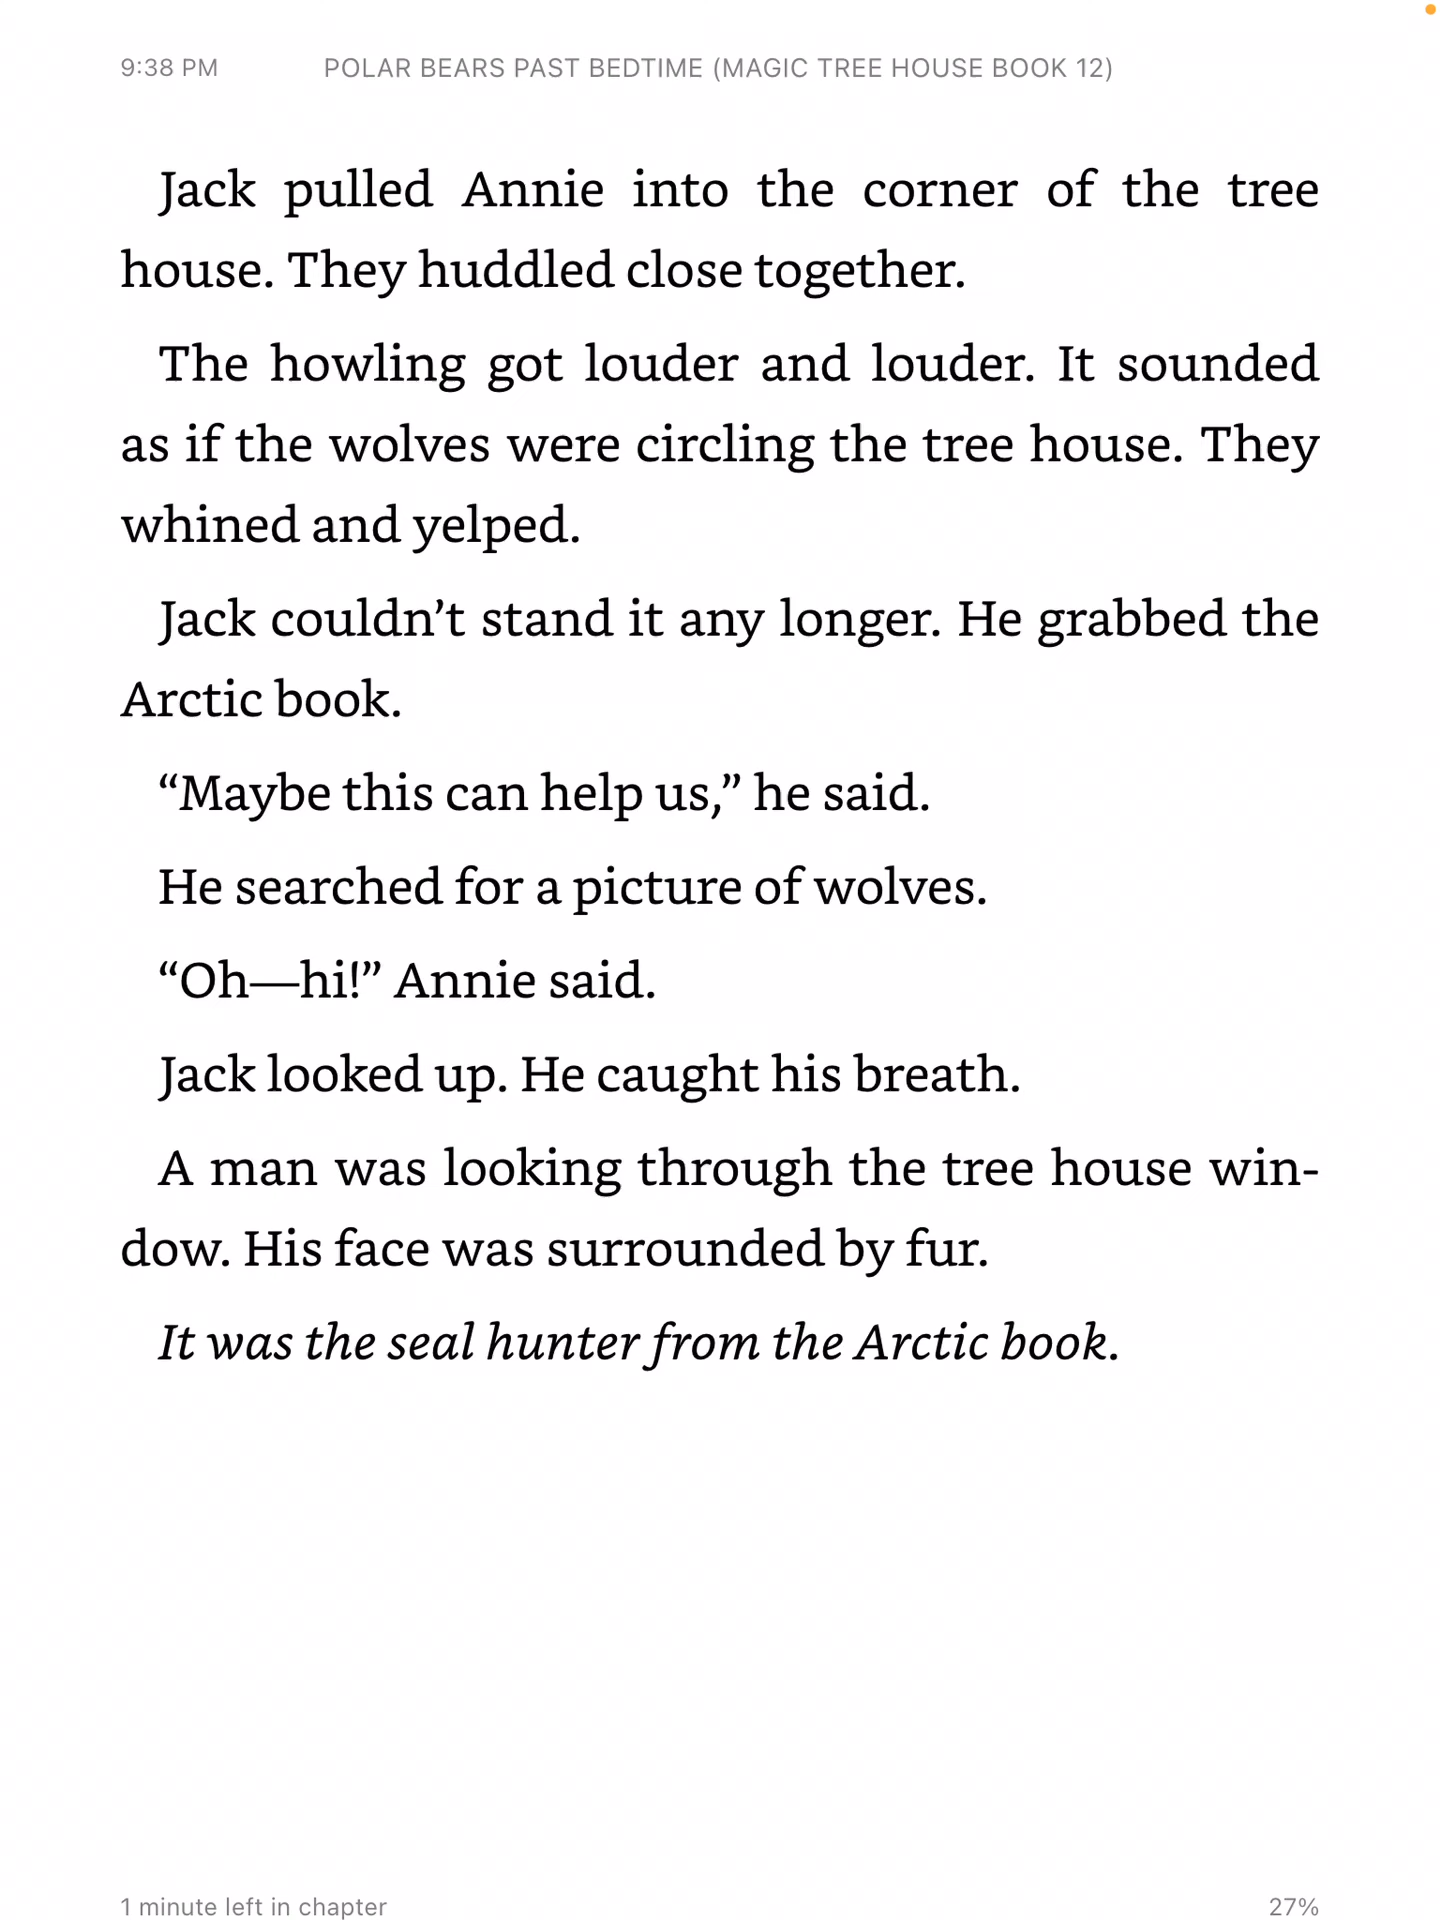 9:38 PM
POLAR BEARS PAST BEDTIME (MAGIC TREE HOUSE BOOK 12)
Jack pulled Annie into the corner of the tree
house. They huddled close together.
The howling got louder and louder. It sounded
as if the wolves were circling the tree house. They
whined and yelped.
Jack couldn’t stand it any longer. He grabbed the
Arctic book.
“Maybe this can help us,” he said.
He searched for a picture of wolves.
“Oh—hi!” Annie said.
Jack looked up. He caught his breath.
A man was looking through the tree house win-
dow. His face was surrounded by fur.
It was the seal hunter from the Arctic book.
1 minute left in chapter
27%